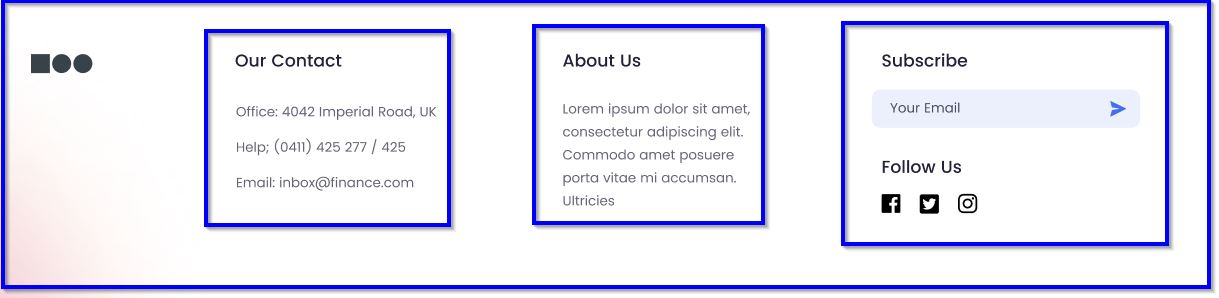 Our Contact
Office: 4042 Imperial Road, UK
Help; (0411) 425 277 / 425
Email: inbox@finance.com
About Us
Lorem ipsum dolor sit amet,
consectetur adipiscing elit.
Commodo amet posuere
porta vitae mi accumsan.
Ultricies
Subscribe
Your Email
Follow Us